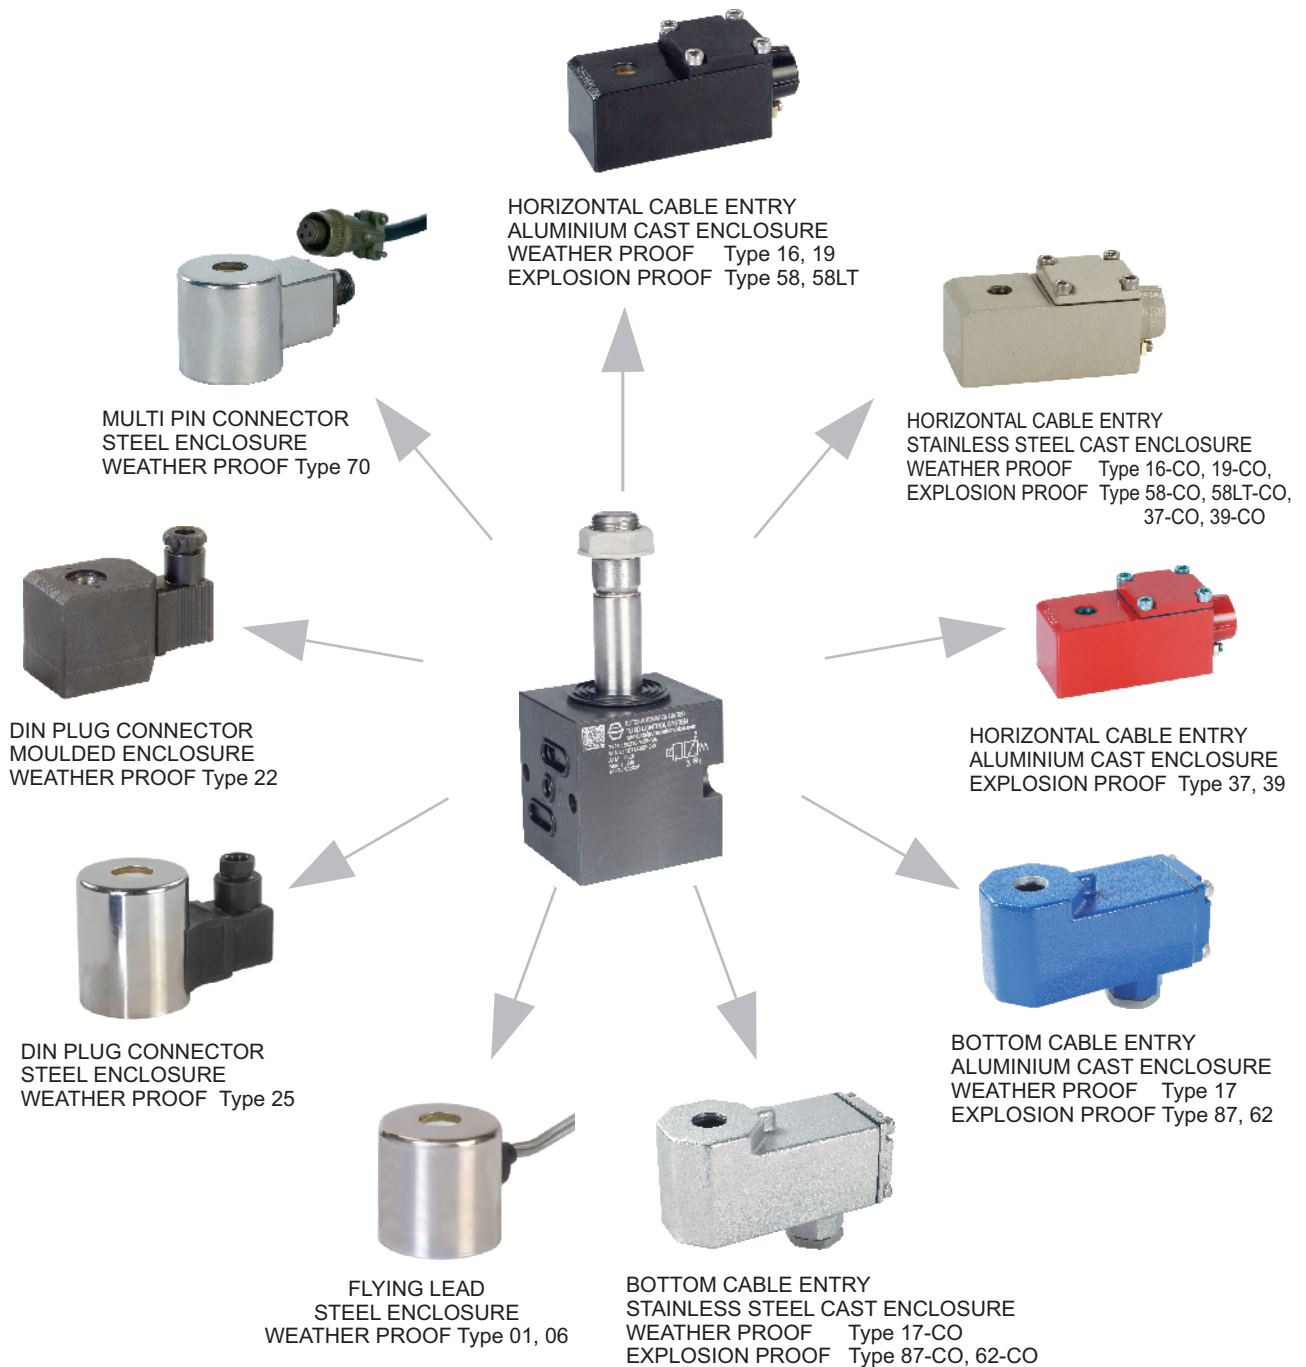 HORIZONTAL CABLE ENTRY
ALUMINIUM CAST ENCLOSURE
WEATHER PROOF Type 16, 19
EXPLOSION PROOF Type 58, 58LT
MULTI PIN CONNECTOR
STEEL ENCLOSURE
WEATHER PROOF Type 70
HORIZONTAL CABLE ENTRY
STAINLESS STEEL CAST ENCLOSURE
WEATHER PROOF Type 16-CO, 19-CO,
EXPLOSION PROOF Type 58-CO, 58LT-CO,
37-CO, 39-CO
DIN PLUG CONNECTOR
MOULDED ENCLOSURE
WEATHER PROOF Type 22
HORIZONTAL CABLE ENTRY
ALUMINIUM CAST ENCLOSURE
EXPLOSION PROOF Type 37, 39
FLUID CONTROL SYSTEM
DIN PLUG CONNECTOR
STEEL ENCLOSURE
WEATHER PROOF Type 25
BOTTOM CABLE ENTRY
ALUMINIUM CAST ENCLOSURE
WEATHER PROOF Type 17
EXPLOSION PROOF Type 87, 62
FLYING LEAD
STEEL ENCLOSURE
WEATHER PROOF Type 01, 06
BOTTOM CABLE ENTRY
STAINLESS STEEL CAST ENCLOSURE
WEATHER PROOF Type 17-CO
EXPLOSION PROOF Type 87-CO, 62-CO